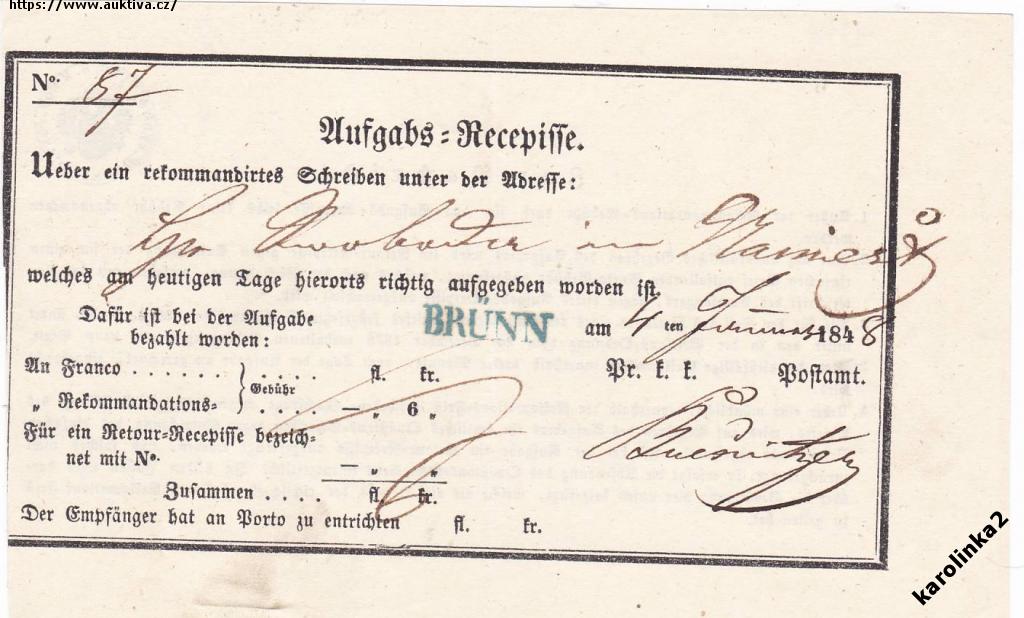 https://www.auktiva.cz/
No. 87
Aufgabs-Recepisse.
Ueber ein rekommandirtes Schreiben unter der Adresse:
in
welches am heutigen Tage hierorts richtig aufgegeben worden ist.
Dafür ist bei der Aufgabe bezahlt worden:
BRÜNN am 4 ten 1848
An Franco . . . . . . . . . . fl. kr.
Pr. k. k. Postamt.
„ Rekommandations- Gebühr . . . . — „ 6 „
Für ein Retour-Recepisse bezeich-
net mit No. „
Zusammen . . . fl. 6 kr.
Der Empfänger hat an Porto zu entrichten fl. kr.
karolinka2